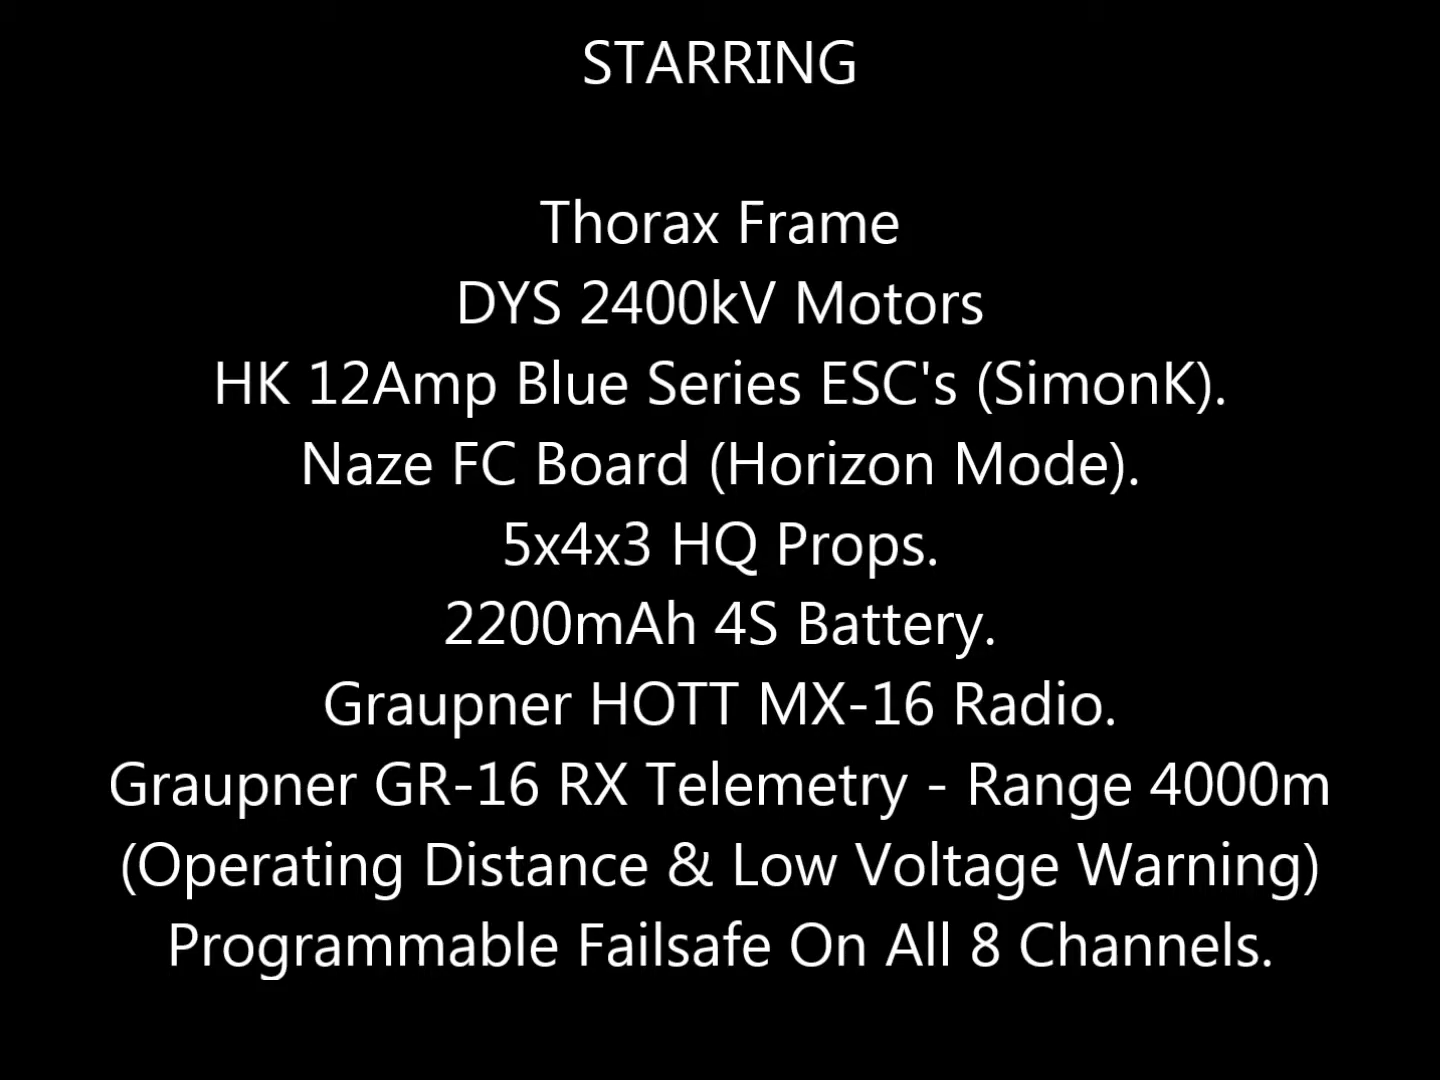 STARRING
Thorax Frame
DYS 2400kV Motors
HK 12Amp Blue Series ESC's (SimonK).
Naze FC Board (Horizon Mode).
5x4x3 HQ Props.
2200mAh 4S Battery.
Graupner HOTT MX-16 Radio.
Graupner GR-16 RX Telemetry - Range 4000m
(Operating Distance & Low Voltage Warning)
Programmable Failsafe On All 8 Channels.